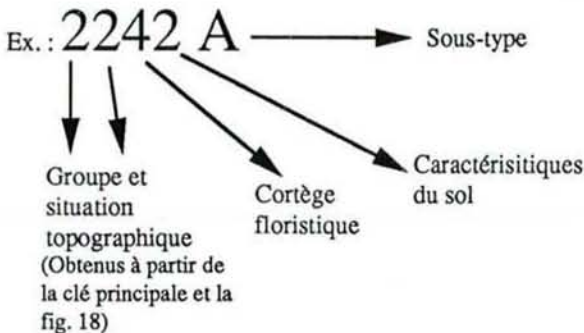 Ex. : 2242 A
Sous-type
Groupe et
situation
topographique
(Obtenus à partir de
la clé principale et la
fig. 18)
Cortège
floristique
Caractérisitiques
du sol